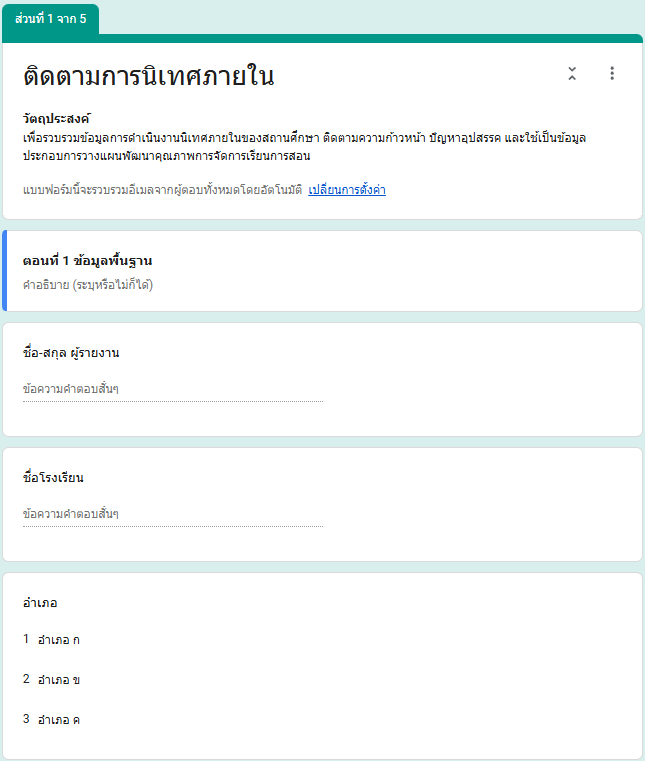 ส่วนที่ 1 จาก 5
ติดตามการนิเทศภายใน
วัตถุประสงค์
เพื่อรวบรวมข้อมูลการดำเนินงานนิเทศภายในของสถานศึกษา ติดตามความก้าวหน้า ปัญหาอุปสรรค และใช้เป็นข้อมูล
ประกอบการวางแผนพัฒนาคุณภาพการจัดการเรียนการสอน
แบบฟอร์มนี้จะรวบรวมอีเมลจากผู้ตอบทั้งหมดโดยอัตโนมัติ เปลี่ยนการตั้งค่า
ตอนที่ 1 ข้อมูลพื้นฐาน
คำอธิบาย (ระบุหรือไม่ก็ได้)
ชื่อ-สกุล ผู้รายงาน
ข้อความคำตอบสั้นๆ
ชื่อโรงเรียน
ข้อความคำตอบสั้นๆ
อำเภอ
1 อำเภอ ก
2 อำเภอ ข
3 อำเภอ ค